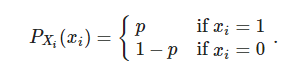 P_{X_i}(x_i) = { p if x_i = 1
1 − p if x_i = 0 .